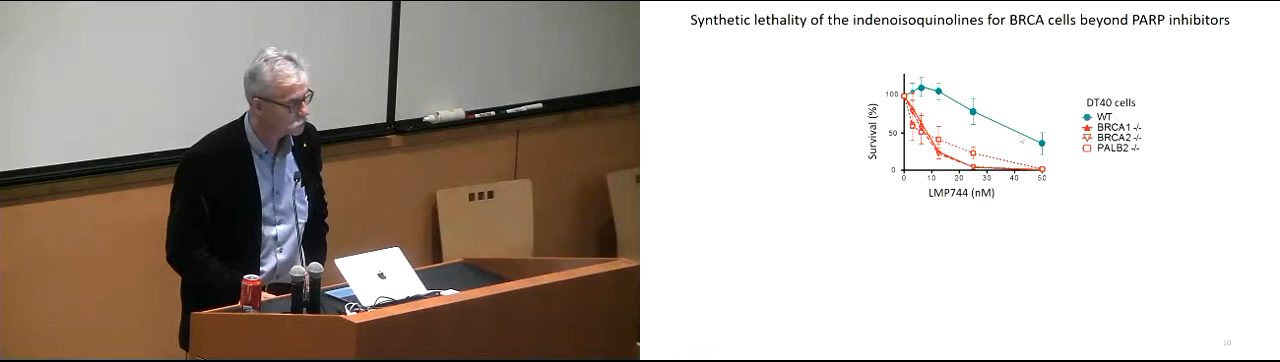 Synthetic lethality of the indenoisoquinolines for BRCA cells beyond PARP inhibitors
Survival (%)
100
50
0
0 10 20 30 40 50
LMP744 (nM)
DT40 cells
WT
BRCA1 -/-
BRCA2 -/-
PALB2 -/-
10